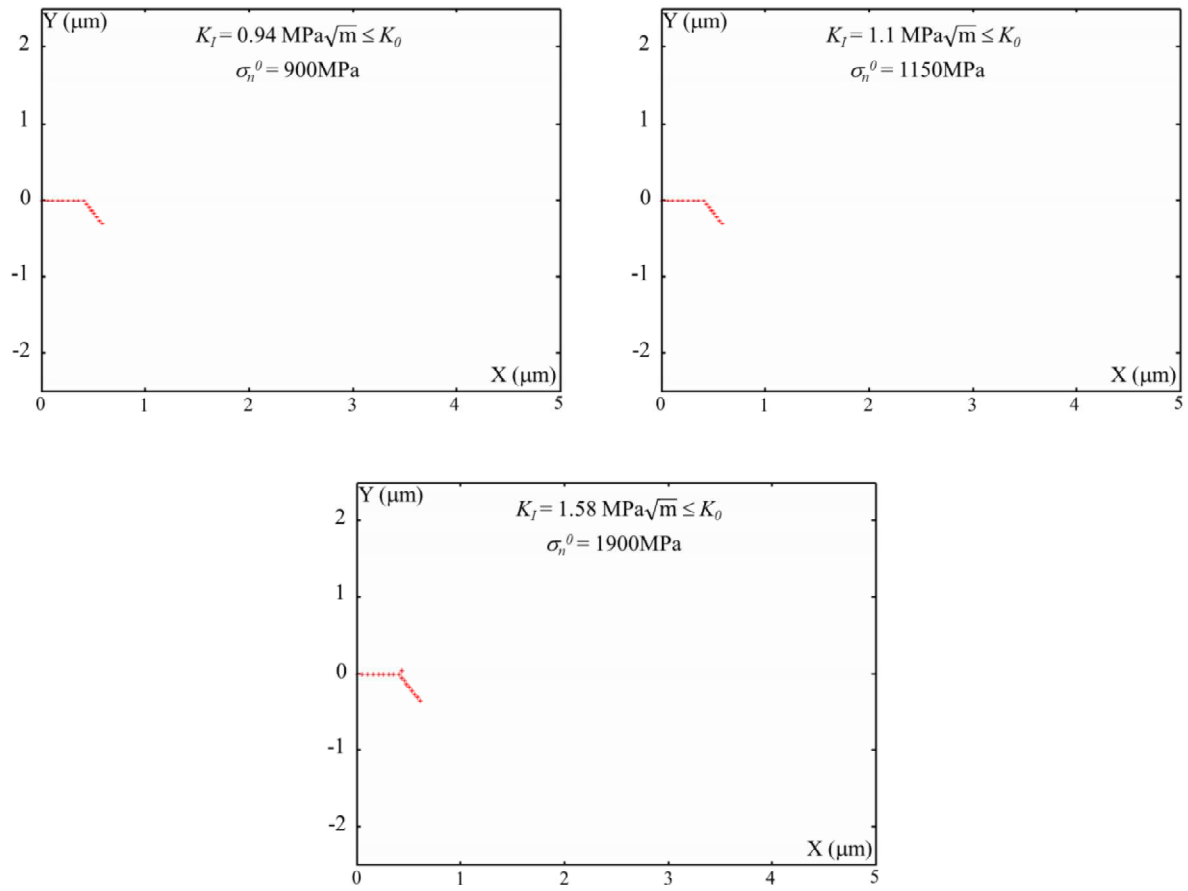 Y (μm)
K_I = 0.94 MPa√m ≤ K_0
σ_n^0 = 900MPa
2
1
0
-1
-2
X (μm)
0 1 2 3 4 5
Y (μm)
K_I = 1.1 MPa√m ≤ K_0
σ_n^0 = 1150MPa
2
1
0
-1
-2
X (μm)
0 1 2 3 4 5
Y (μm)
K_I = 1.58 MPa√m ≤ K_0
σ_n^0 = 1900MPa
2
1
0
-1
-2
X (μm)
0 1 2 3 4 5